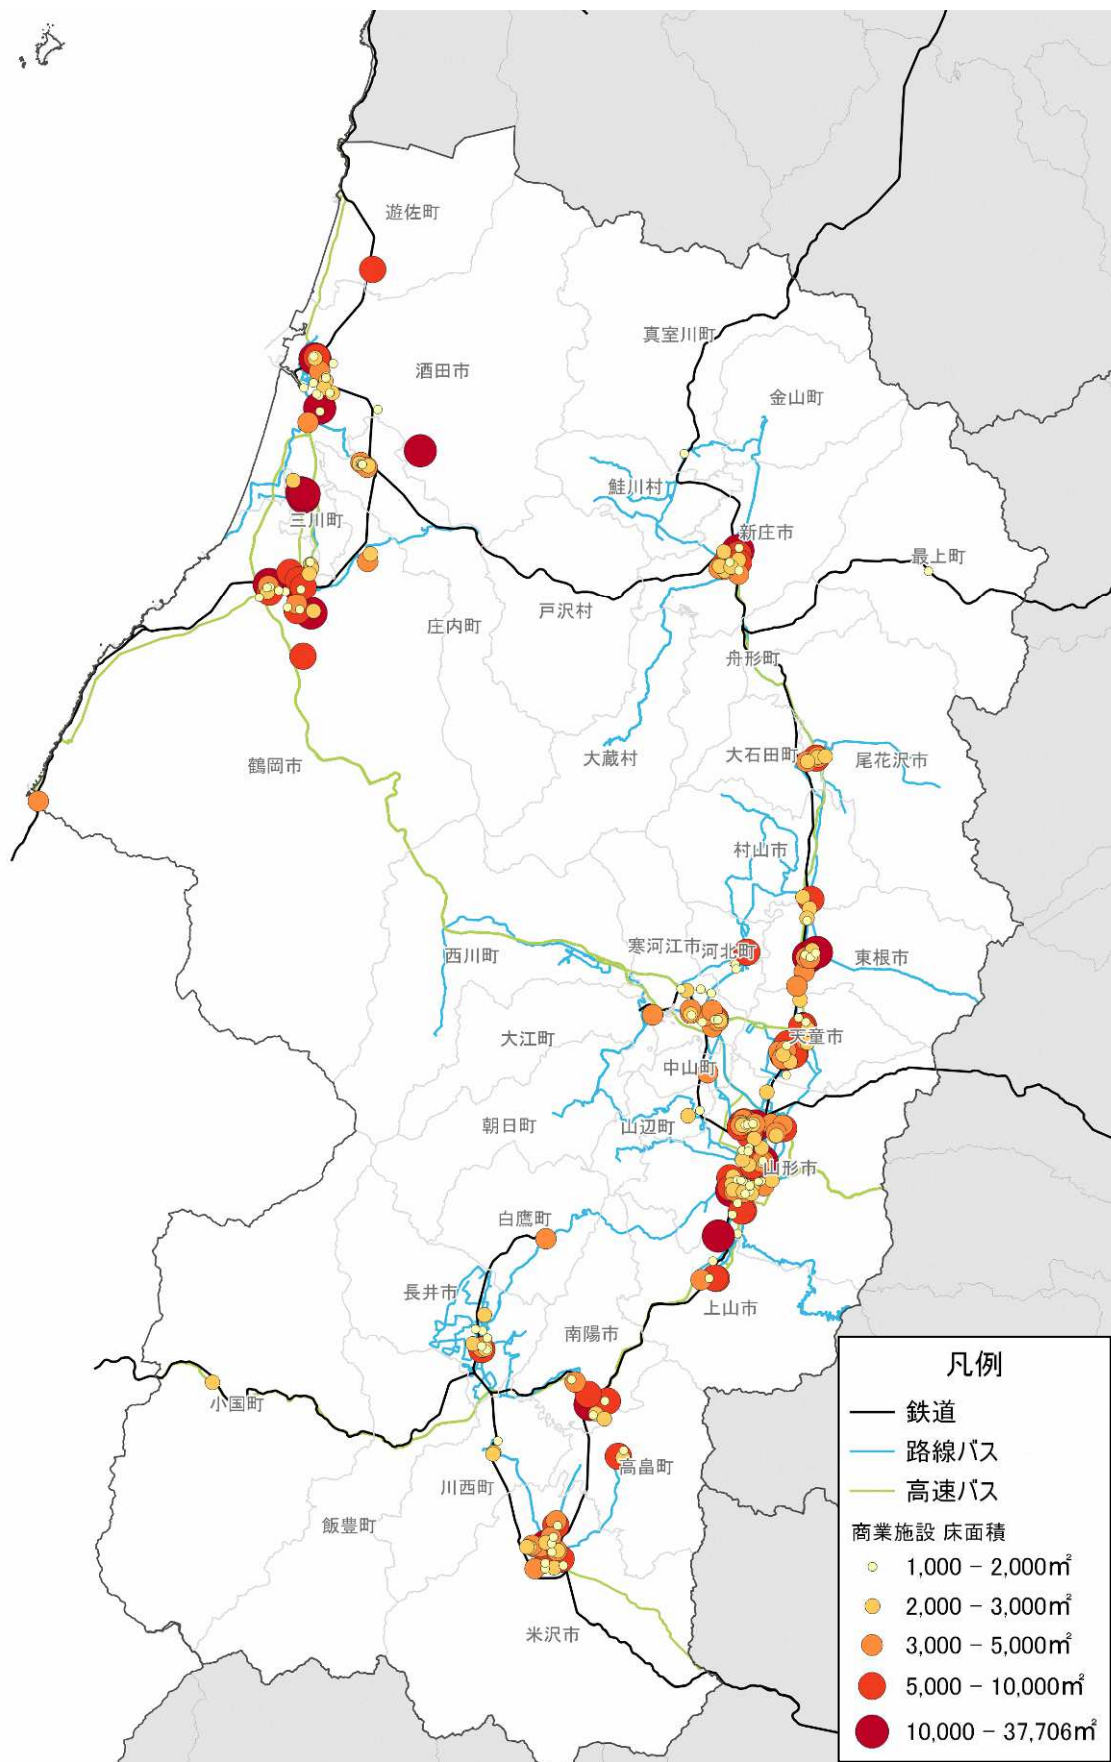 遊佐町
真室川町
酒田市
金山町
鮭川村
三川町
新庄市
最上町
戸沢村
庄内町
舟形町
大石田町
尾花沢市
大蔵村
鶴岡市
村山市
寒河江市
河北町
西川町
東根市
大江町
天童市
中山町
朝日町
山辺町
山形市
白鷹町
長井市
上山市
南陽市
小国町
高畠町
川西町
飯豊町
米沢市
凡例
鉄道
路線バス
高速バス
商業施設 床面積
1,000 − 2,000㎡
2,000 − 3,000㎡
3,000 − 5,000㎡
5,000 − 10,000㎡
10,000 − 37,706㎡